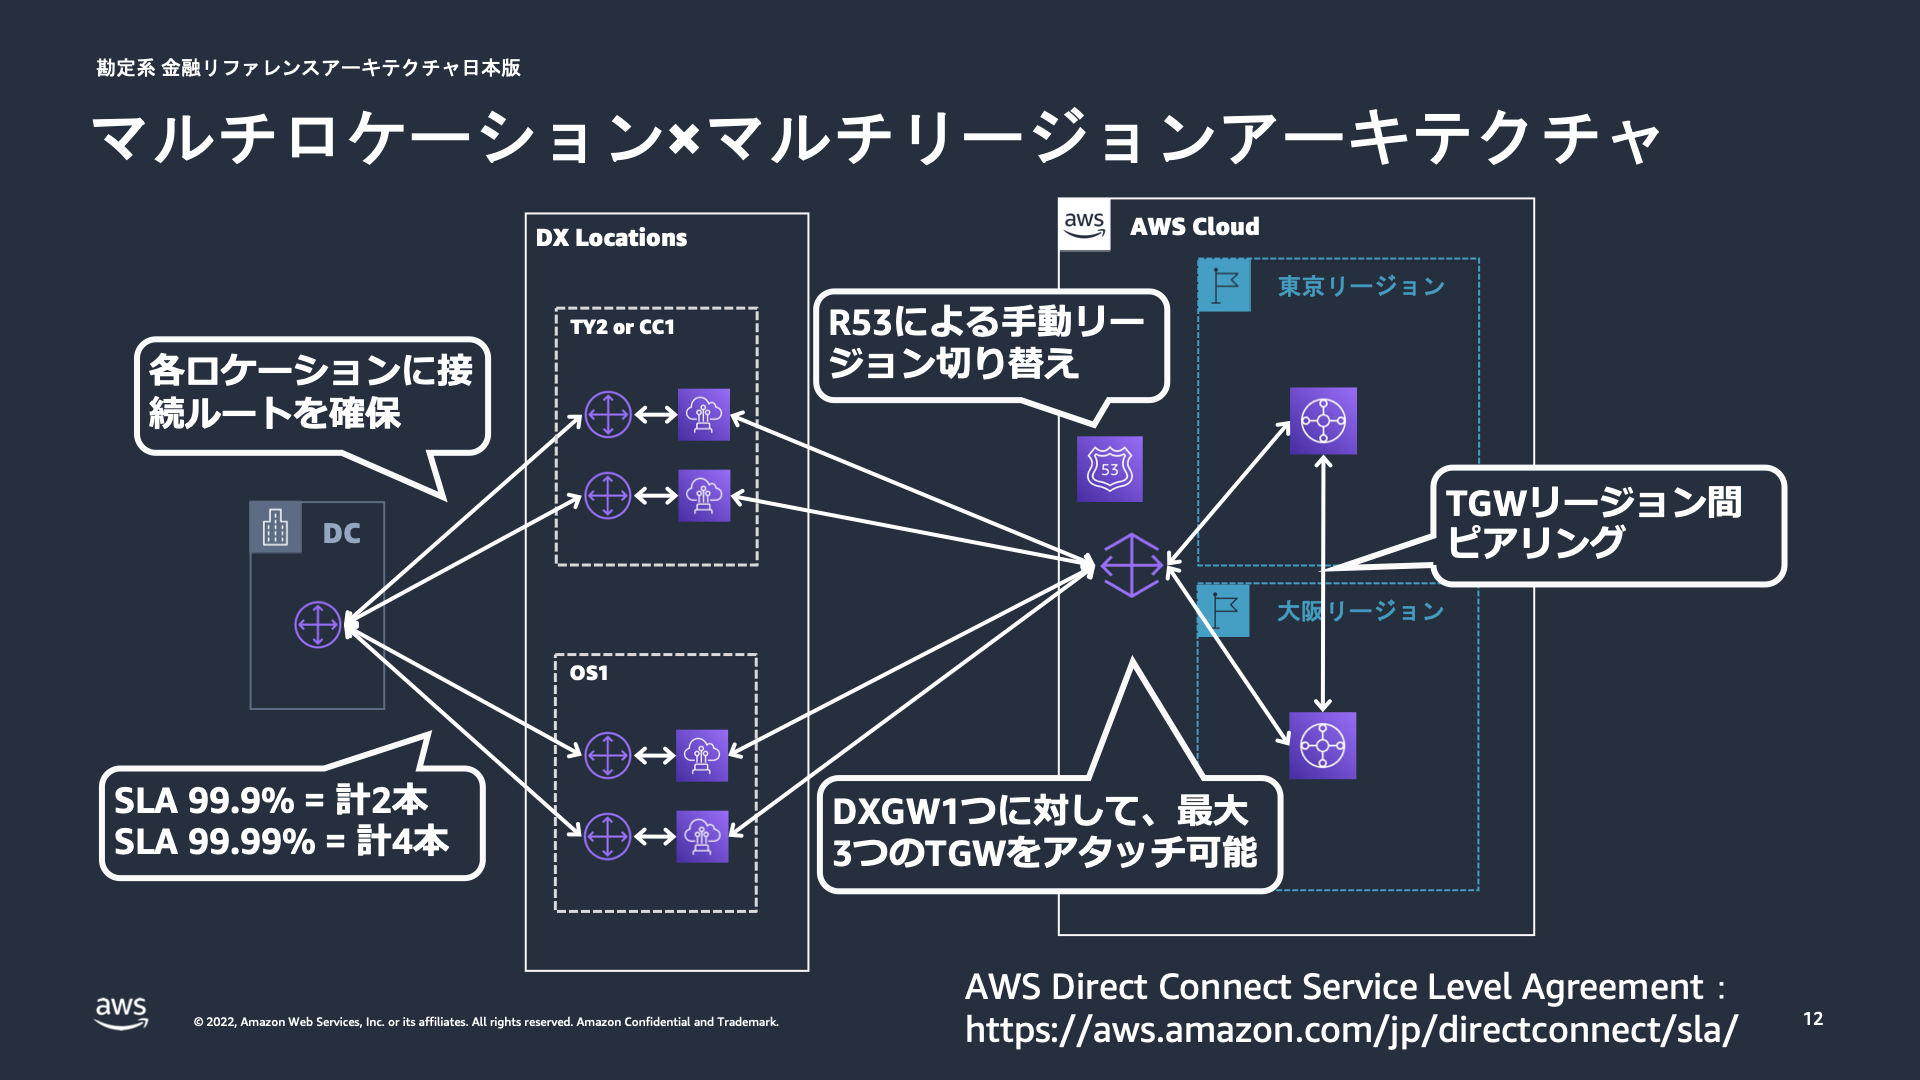 勘定系 金融リファレンスアーキテクチャ日本版
マルチロケーション×マルチリージョンアーキテクチャ
DX Locations
aws
AWS Cloud
東京リージョン
TY2 or CC1
R53による手動リー
ジョン切り替え
各ロケーションに接
続ルートを確保
53
TGWリージョン間
ピアリング
DC
大阪リージョン
OS1
SLA 99.9% = 計2本
SLA 99.99% = 計4本
DXGW1つに対して、最大
3つのTGWをアタッチ可能
AWS Direct Connect Service Level Agreement：
https://aws.amazon.com/jp/directconnect/sla/
aws
© 2022, Amazon Web Services, Inc. or its affiliates. All rights reserved. Amazon Confidential and Trademark.
12